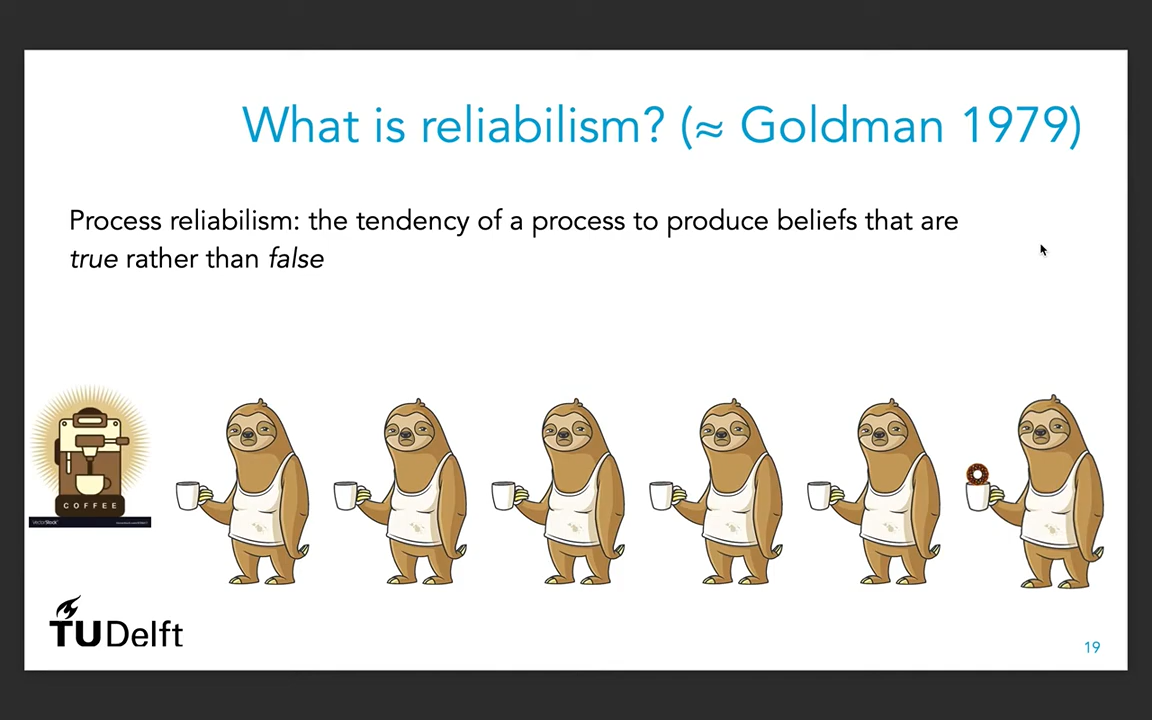 What is reliabilism? (≈ Goldman 1979)
Process reliabilism: the tendency of a process to produce beliefs that are
true rather than false
COFFEE
VectorStock
TUDelft
19